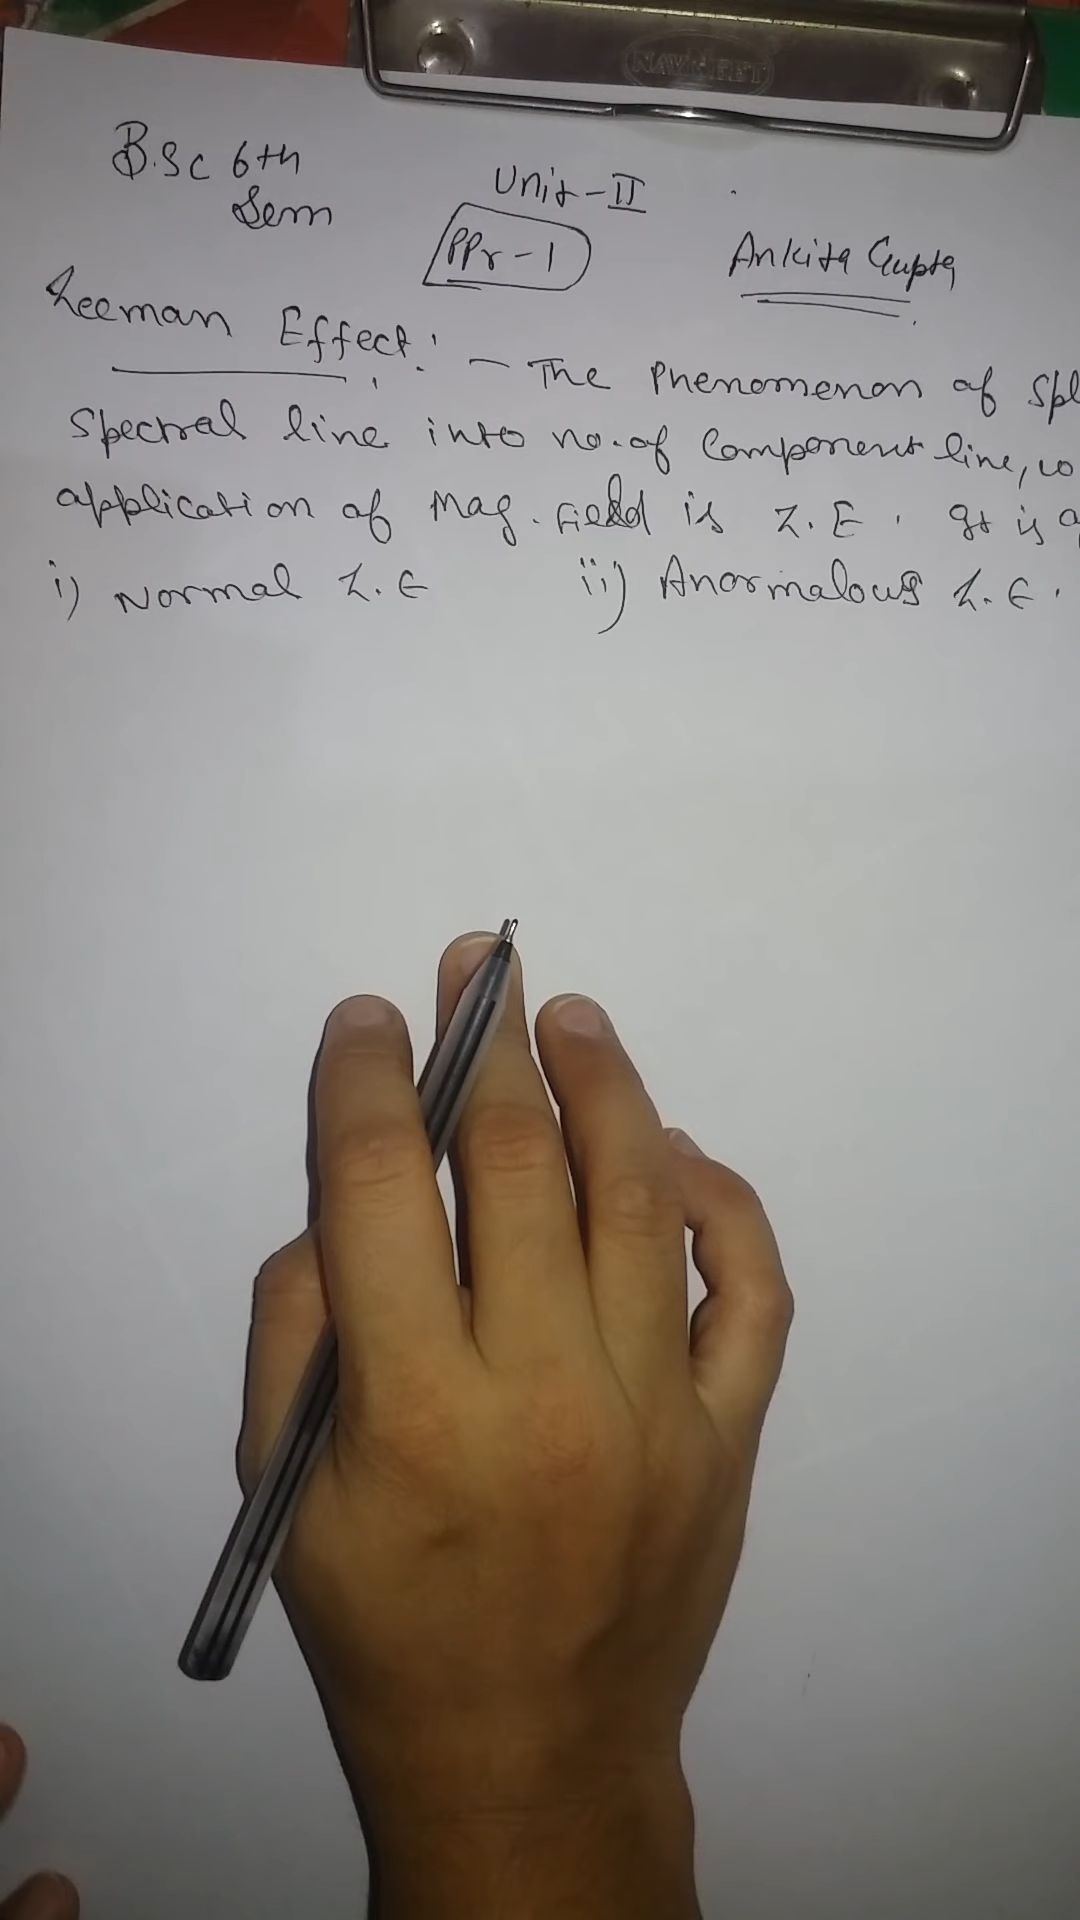 NAVNEET
B.Sc 6th
Sem
Unit-II
PPr-1
Ankita Gupta
Zeeman Effect:- The Phenomenon of Spl
Spectral line into no. of Component line, w
application of Mag. Field is Z.E. It is a
i) Normal Z.E ii) Anormalous Z.E.